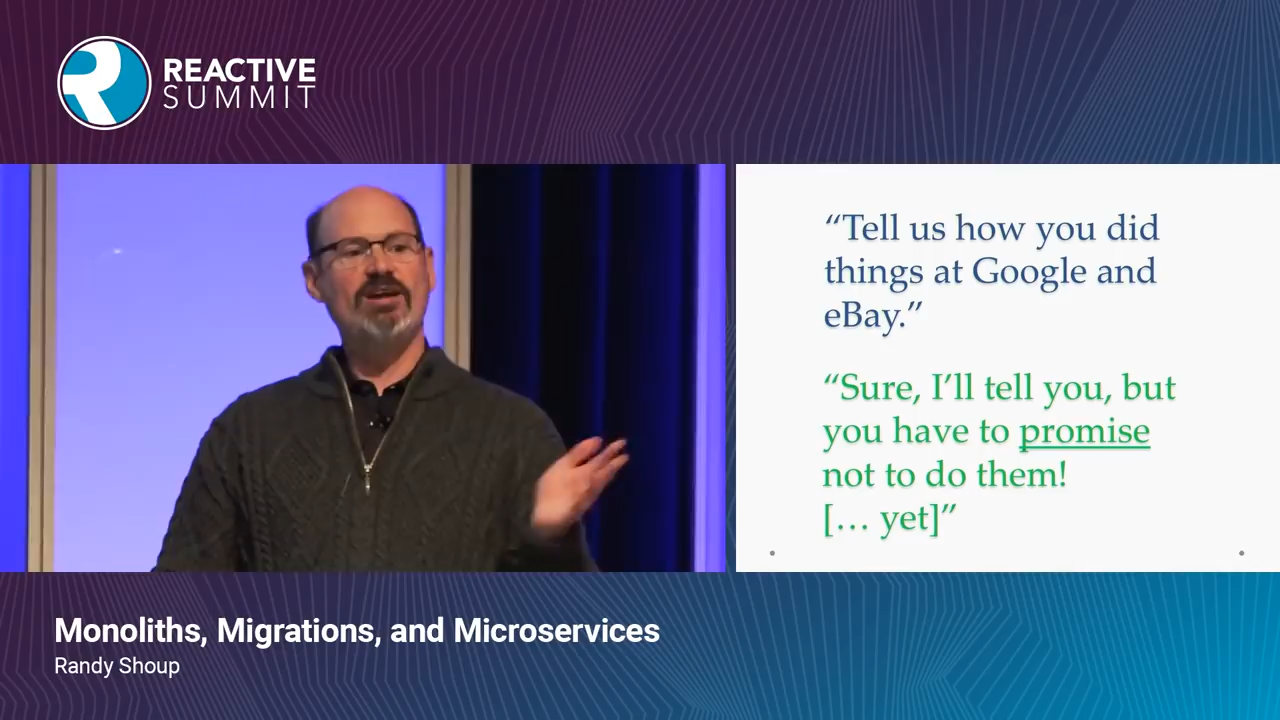 REACTIVE
SUMMIT
“Tell us how you did
things at Google and
eBay.”
“Sure, I’ll tell you, but
you have to promise
not to do them!
[… yet]”
Monoliths, Migrations, and Microservices
Randy Shoup